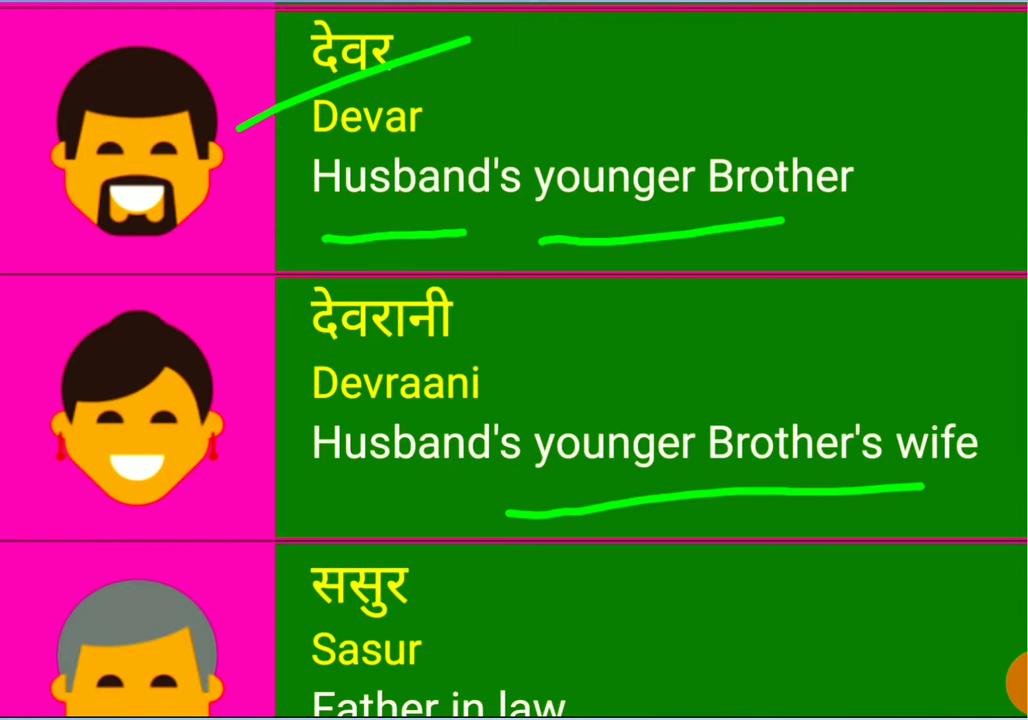 देवर
Devar
Husband's younger Brother
देवरानी
Devraani
Husband's younger Brother's wife
ससुर
Sasur
Father in law